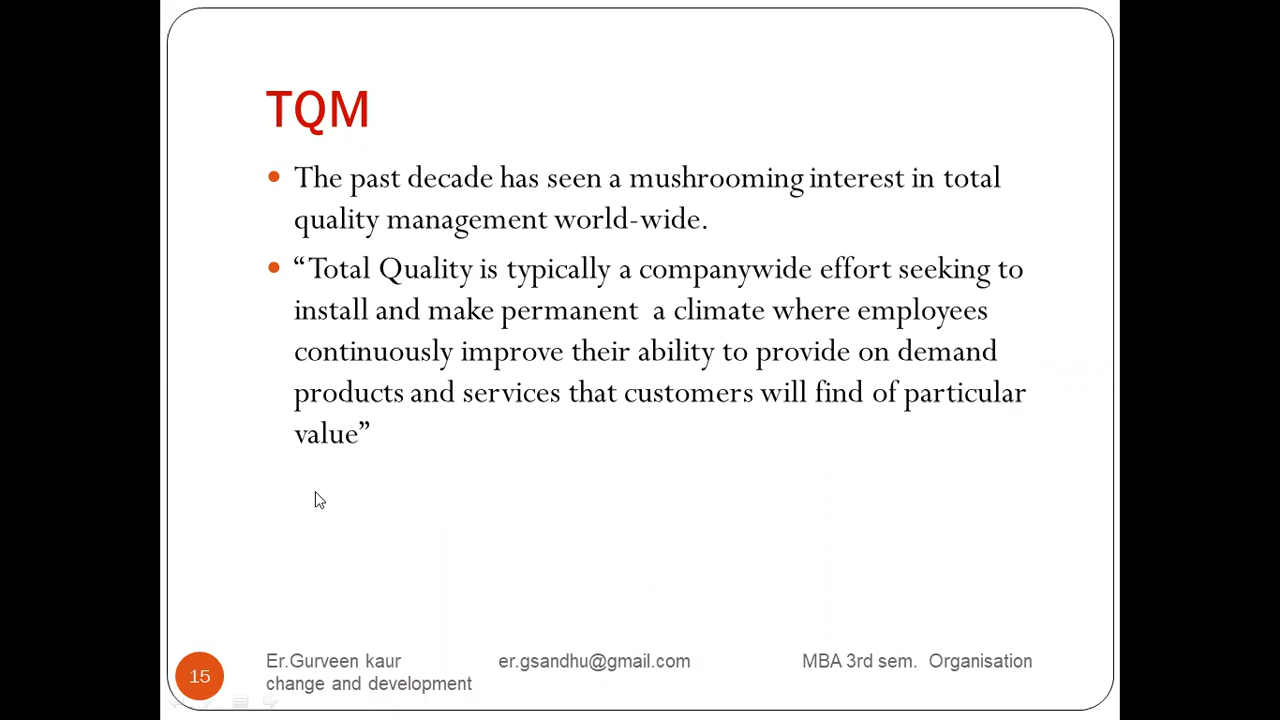 TQM
The past decade has seen a mushrooming interest in total
quality management world-wide.
“Total Quality is typically a companywide effort seeking to
install and make permanent  a climate where employees
continuously improve their ability to provide on demand
products and services that customers will find of particular
value”
15
Er.Gurveen kaur er.gsandhu@gmail.com MBA 3rd sem.  Organisation
change and development